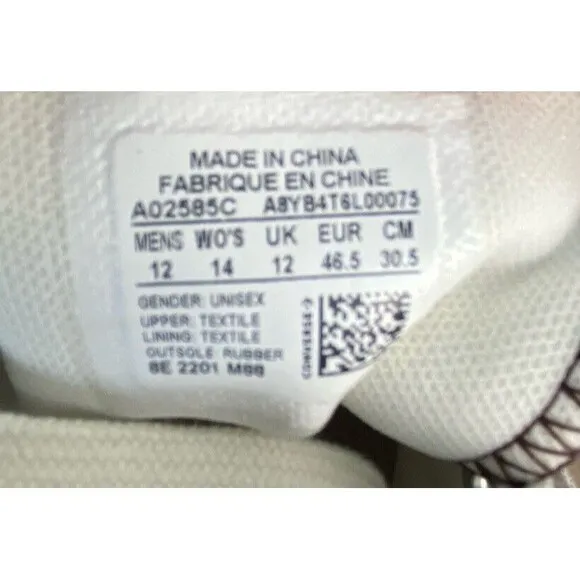 MADE IN CHINA
FABRIQUE EN CHINE
A02585C A8YB4T6L00075
MENS WO'S UK EUR CM
12 14 12 46.5 30.5
GENDER: UNISEX
UPPER: TEXTILE
LINING: TEXTILE
OUTSOLE: RUBBER
BE 2201